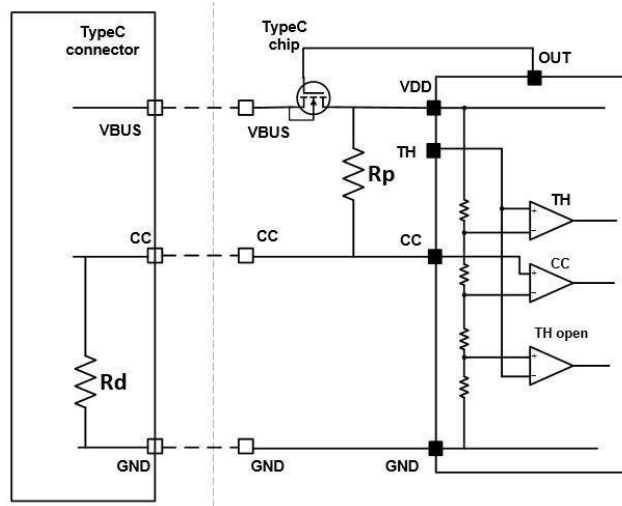 TypeC
connector
TypeC
chip
OUT
VDD
VBUS
VBUS
TH
Rp
TH
+
−
CC
CC
CC
CC
+
−
TH open
+
−
Rd
GND
GND
GND